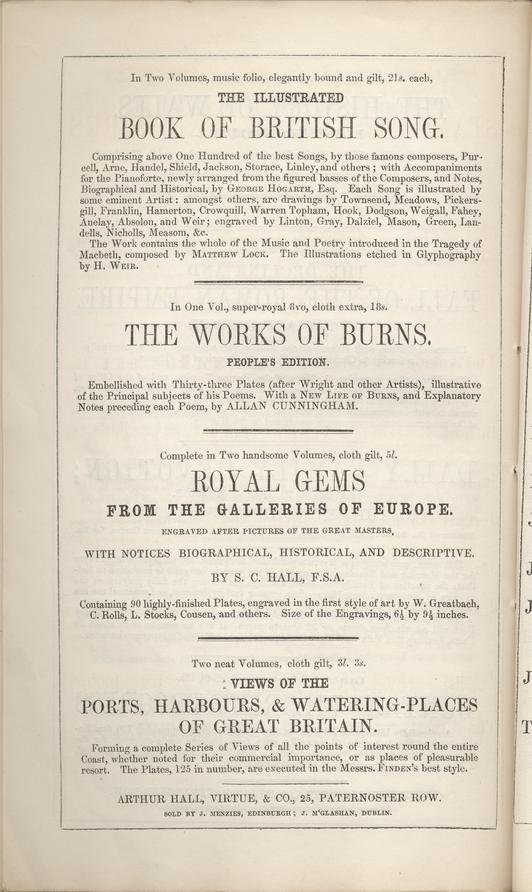 In Two Volumes, music folio, elegantly bound and gilt, 21s. each,
THE ILLUSTRATED
BOOK OF BRITISH SONG.
Comprising above One Hundred of the best Songs, by those famous composers, Pur-
cell, Arne, Handel, Shield, Jackson, Storace, Linley, and others ; with Accompaniments
for the Pianoforte, newly arranged from the figured basses of the Composers, and Notes,
Biographical and Historical, by GEORGE HOGARTH, Esq. Each Song is illustrated by
some eminent Artist : amongst others, are drawings by Townsend, Meadows, Pickers-
gill, Franklin, Hamerton, Crowquill, Warren Topham, Hook, Dodgson, Weigall, Fahey,
Anelay, Absolon, and Weir ; engraved by Linton, Gray, Dalziel, Mason, Green, Lan-
dells, Nicholls, Measom, &c.
The Work contains the whole of the Music and Poetry introduced in the Tragedy of
Macbeth, composed by MATTHEW LOCK. The Illustrations etched in Glyphography
by H. WEIR.
In One Vol., super-royal 8vo, cloth extra, 18s.
THE WORKS OF BURNS.
PEOPLE'S EDITION.
Embellished with Thirty-three Plates (after Wright and other Artists), illustrative
of the Principal subjects of his Poems. With a NEW LIFE OF BURNS, and Explanatory
Notes preceding each Poem, by ALLAN CUNNINGHAM.
Complete in Two handsome Volumes, cloth gilt, 5l.
ROYAL GEMS
FROM THE GALLERIES OF EUROPE.
ENGRAVED AFTER PICTURES OF THE GREAT MASTERS,
WITH NOTICES BIOGRAPHICAL, HISTORICAL, AND DESCRIPTIVE.
BY S. C. HALL, F.S.A.
Containing 90 highly-finished Plates, engraved in the first style of art by W. Greatbach,
C. Rolls, L. Stocks, Cousen, and others. Size of the Engravings, 6½ by 9½ inches.
Two neat Volumes, cloth gilt, 3l. 3s.
VIEWS OF THE
PORTS, HARBOURS, & WATERING-PLACES
OF GREAT BRITAIN.
Forming a complete Series of Views of all the points of interest round the entire
Coast, whether noted for their commercial importance, or as places of pleasurable
resort. The Plates, 125 in number, are executed in the Messrs. FINDEN's best style.
ARTHUR HALL, VIRTUE, & CO., 25, PATERNOSTER ROW.
SOLD BY J. MENZIES, EDINBURGH ; J. M'GLASHAN, DUBLIN.